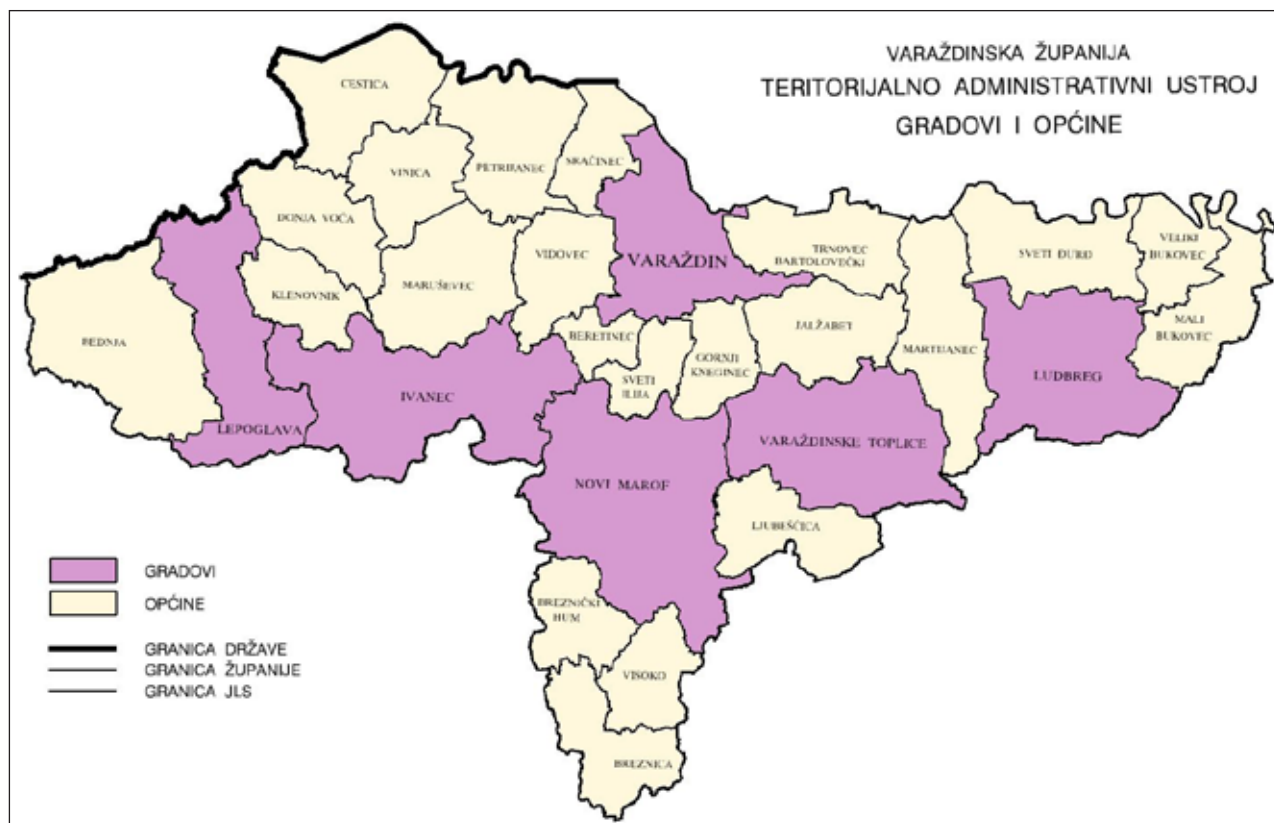 VARAŽDINSKA ŽUPANIJA
TERITORIJALNO ADMINISTRATIVNI USTROJ
GRADOVI I OPĆINE
CESTICA
VINICA
PETRIJANEC
SRAČINEC
DONJA VOĆA
KLENOVNIK
MARUŠEVEC
VIDOVEC
VARAŽDIN
TRNOVEC
BARTOLOVEČKI
SVETI ĐURĐ
VELIKI
BUKOVEC
MALI
BUKOVEC
BEDNJA
LEPOGLAVA
IVANEC
BERETINEC
SVETI
ILIJA
GORNJI
KNEGINEC
JALŽABET
MARTIJANEC
LUDBREG
NOVI MAROF
VARAŽDINSKE TOPLICE
LJUBEŠĆICA
BREZNIČKI
HUM
VISOKO
BREZNICA
GRADOVI
OPĆINE
GRANICA DRŽAVE
GRANICA ŽUPANIJE
GRANICA JLS